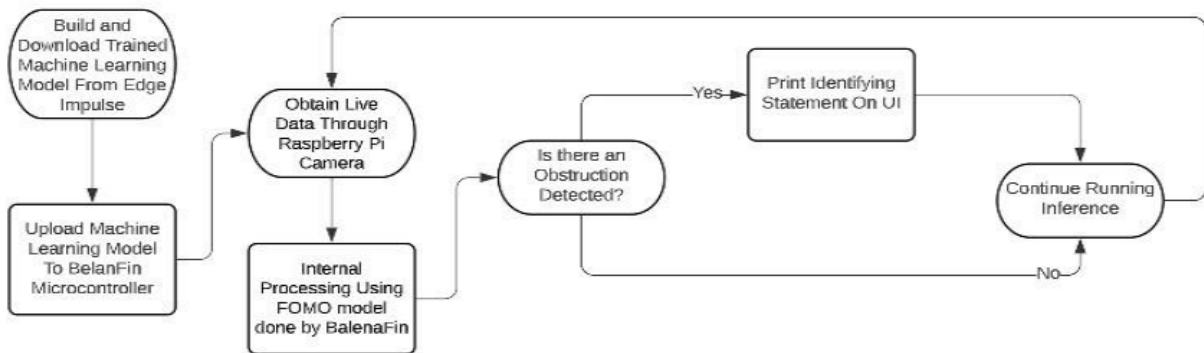 Build and
Download Trained
Machine Learning
Model From Edge
Impulse
Upload Machine
Learning Model
To BelanFin
Microcontroller
Obtain Live
Data Through
Raspberry Pi
Camera
Internal
Processing Using
FOMO model
done by BalenaFin
Is there an
Obstruction
Detected?
Yes
Print Identifying
Statement On UI
No
Continue Running
Inference